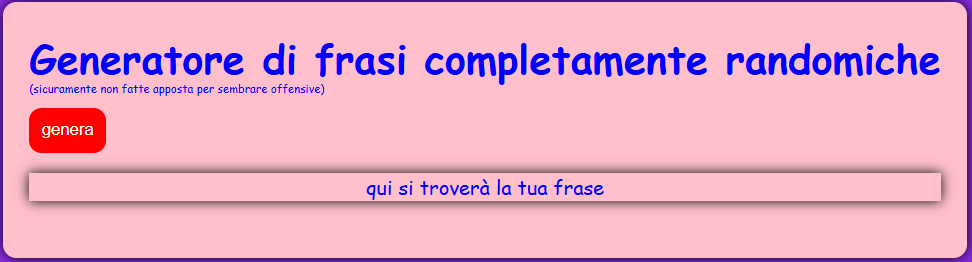 Generatore di frasi completamente randomiche
(sicuramente non fatte apposta per sembrare offensive)
genera
qui si troverà la tua frase